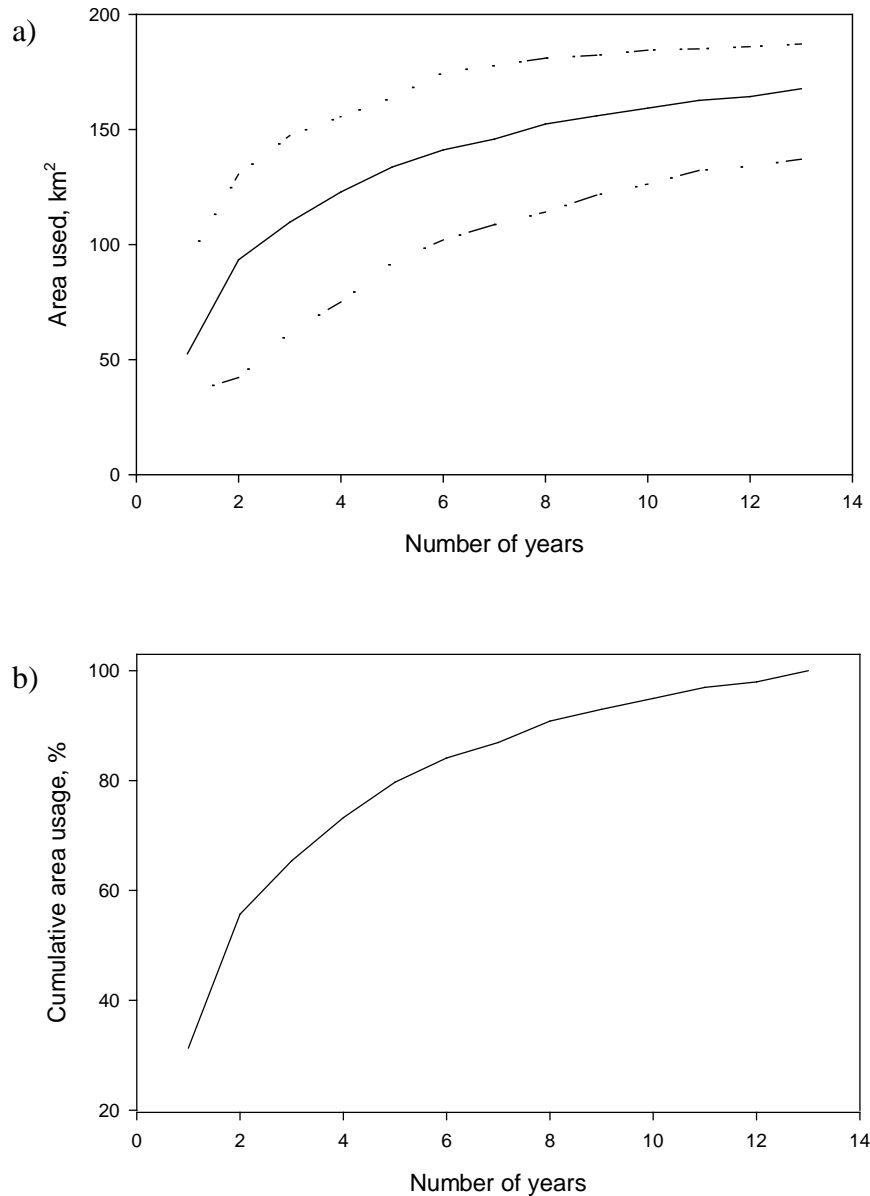 a)
200
150
100
50
0
Area used, km²
0 2 4 6 8 10 12 14
Number of years
b)
100
80
60
40
20
Cumulative area usage, %
0 2 4 6 8 10 12 14
Number of years